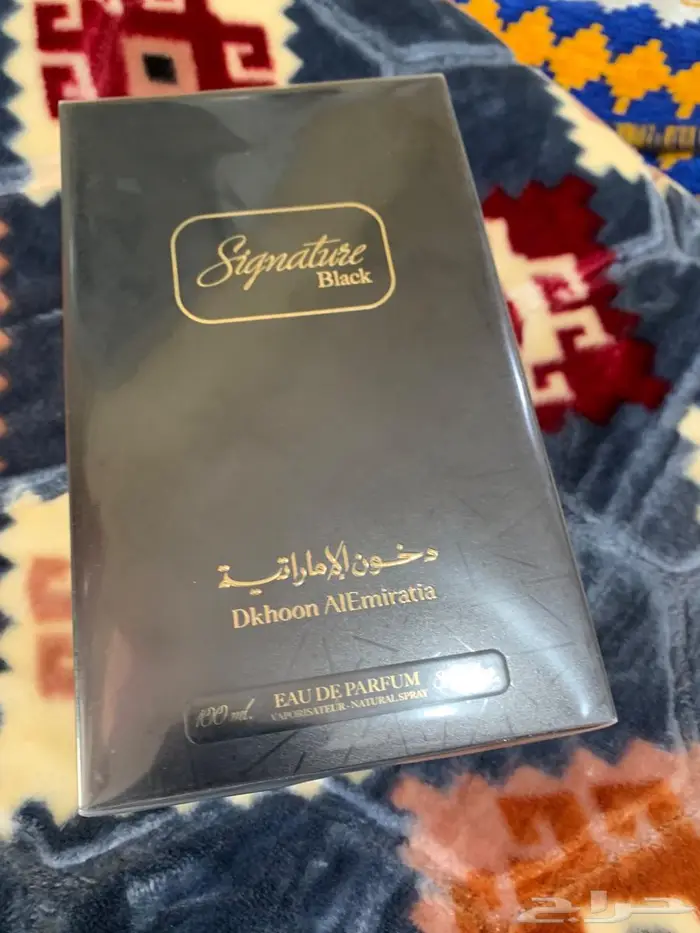 Signature
Black
دخون الإماراتية
Dkhoon AlEmiratia
100 ml. EAU DE PARFUM
VAPORISATEUR · NATURAL SPRAY
حراج